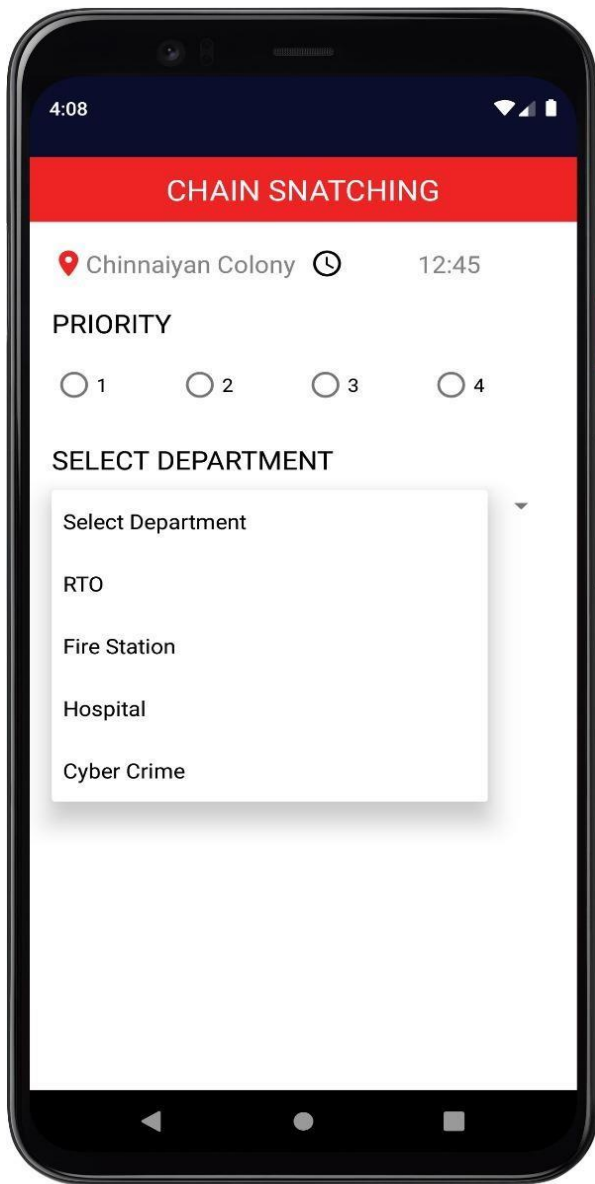 4:08
CHAIN SNATCHING
Chinnaiyan Colony 12:45
PRIORITY
1 2 3 4
SELECT DEPARTMENT
Select Department
RTO
Fire Station
Hospital
Cyber Crime